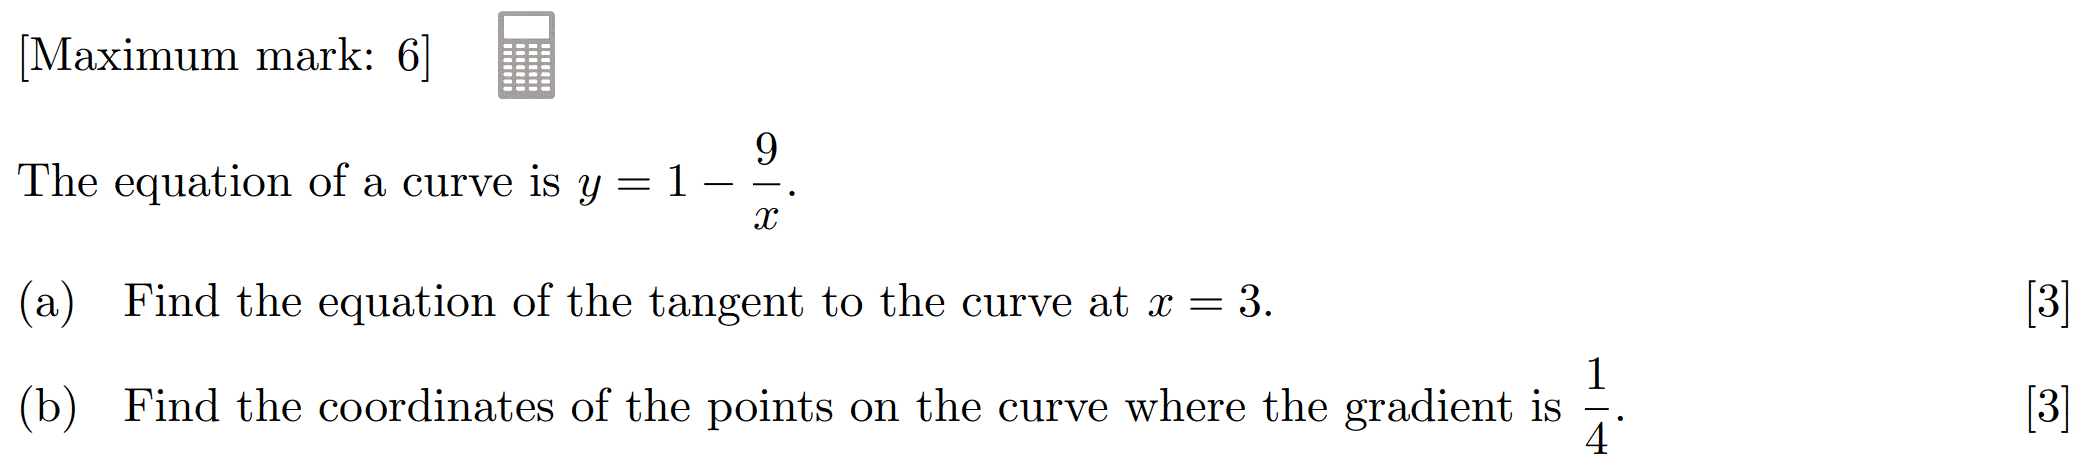 [Maximum mark: 6]
The equation of a curve is y = 1 − 9/x.
(a) Find the equation of the tangent to the curve at x = 3. [3]
(b) Find the coordinates of the points on the curve where the gradient is 1/4. [3]